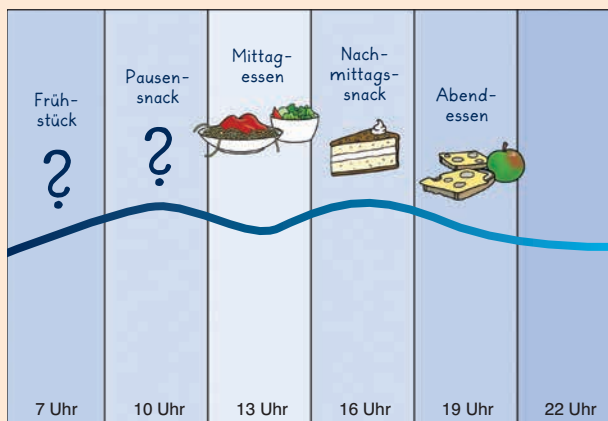 Früh-
stück
?
Pausen-
snack
?
Mittag-
essen
Nach-
mittags-
snack
Abend-
essen
7 Uhr
10 Uhr
13 Uhr
16 Uhr
19 Uhr
22 Uhr